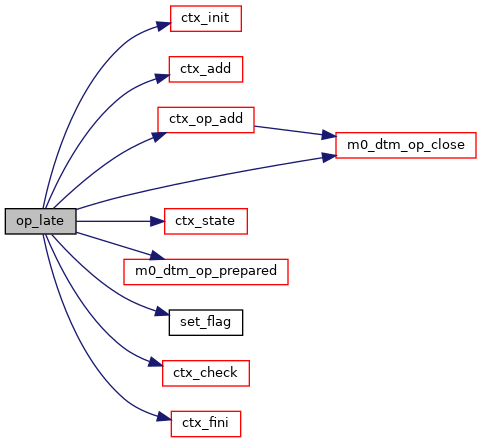 ctx_init
ctx_add
ctx_op_add
m0_dtm_op_close
op_late
ctx_state
m0_dtm_op_prepared
set_flag
ctx_check
ctx_fini